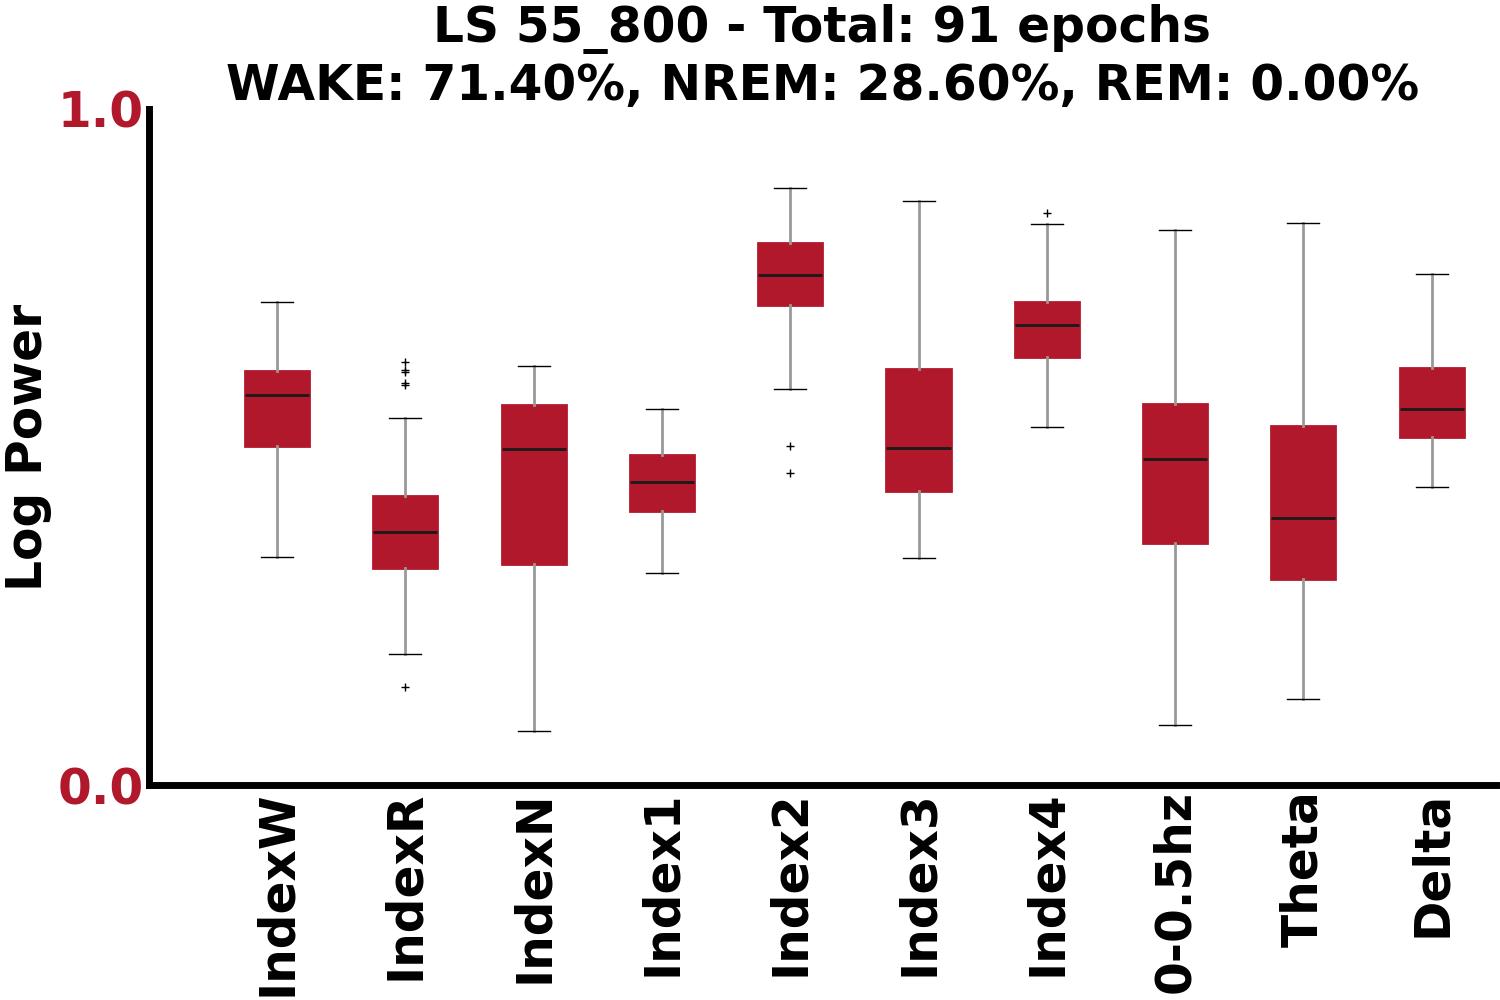 LS 55_800 - Total: 91 epochs
WAKE: 71.40%, NREM: 28.60%, REM: 0.00%
1.0
Log Power
0.0
IndexW
IndexR
IndexN
Index1
Index2
Index3
Index4
0-0.5hz
Theta
Delta